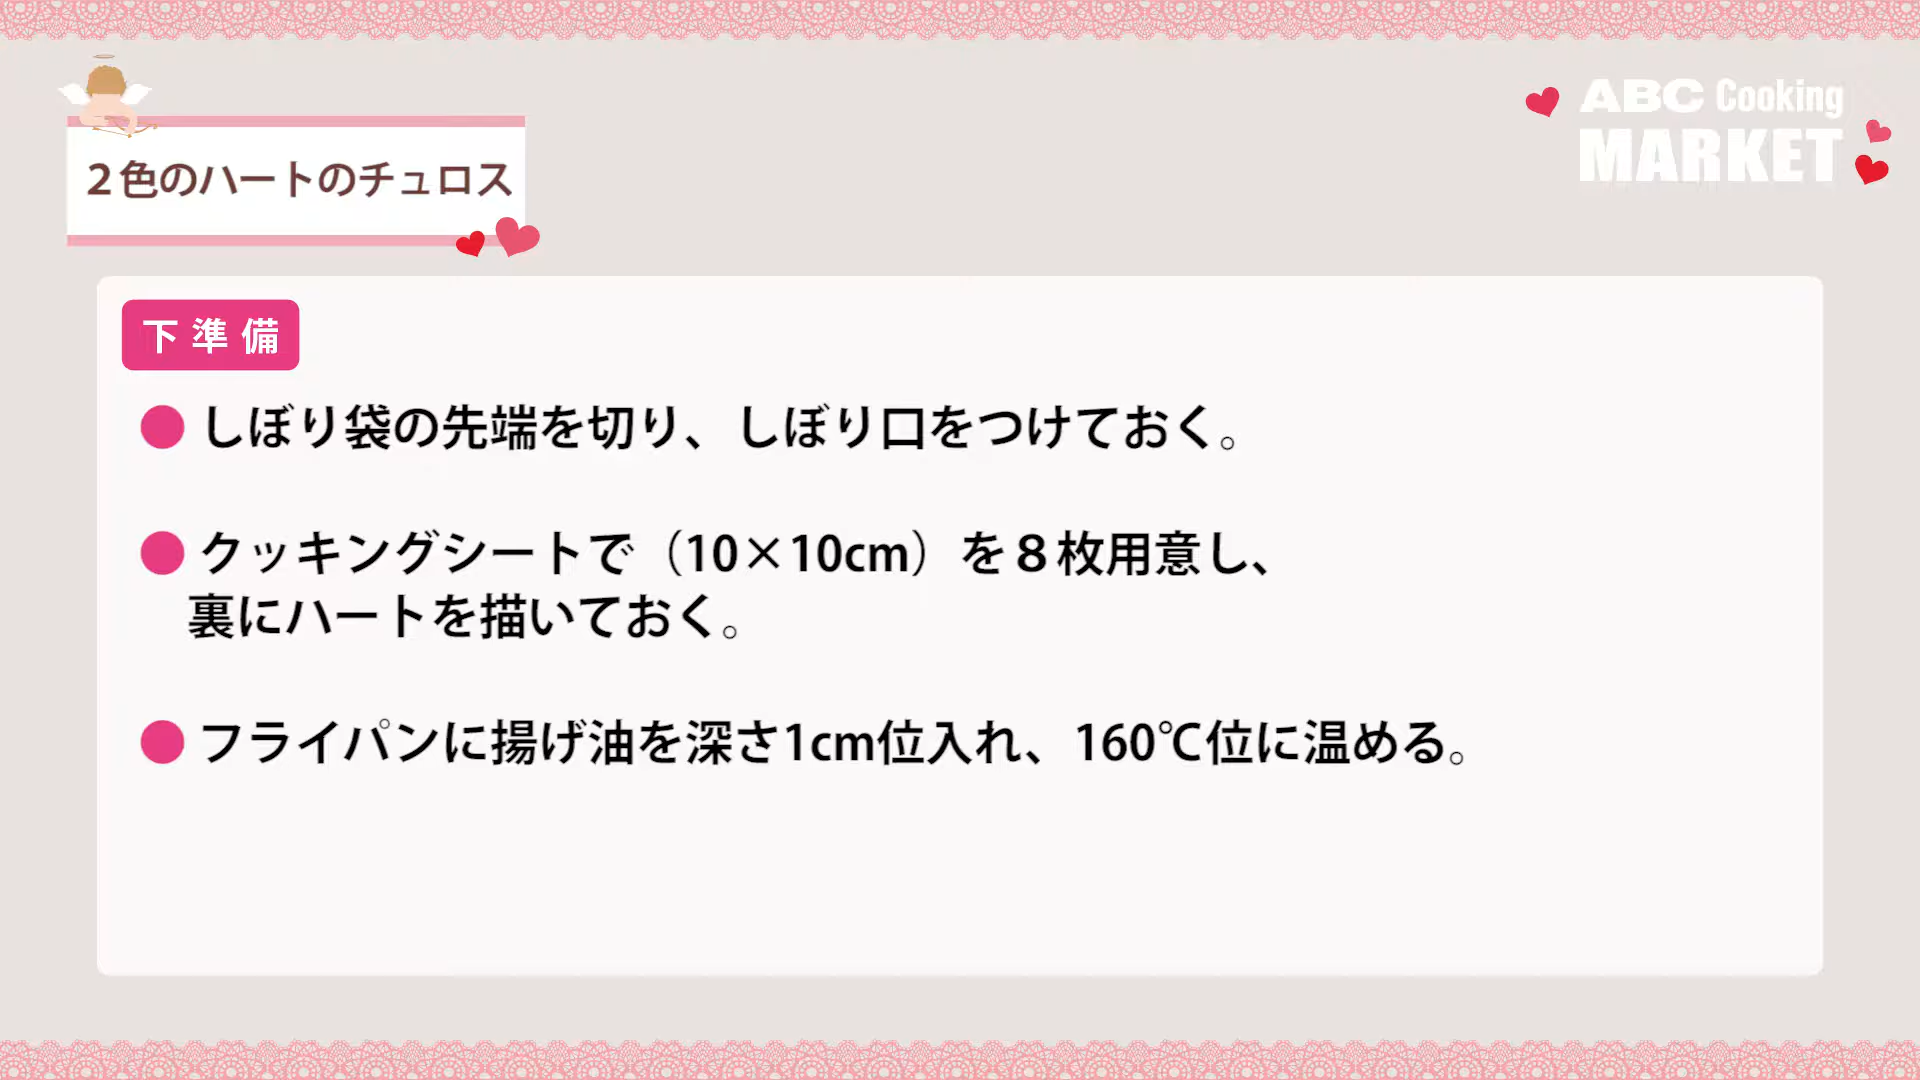 ABC Cooking
MARKET
２色のハートのチュロス
下準備
●しぼり袋の先端を切り、しぼり口をつけておく。
●クッキングシートで（10×10cm）を８枚用意し、
裏にハートを描いておく。
●フライパンに揚げ油を深さ1cm位入れ、160℃位に温める。